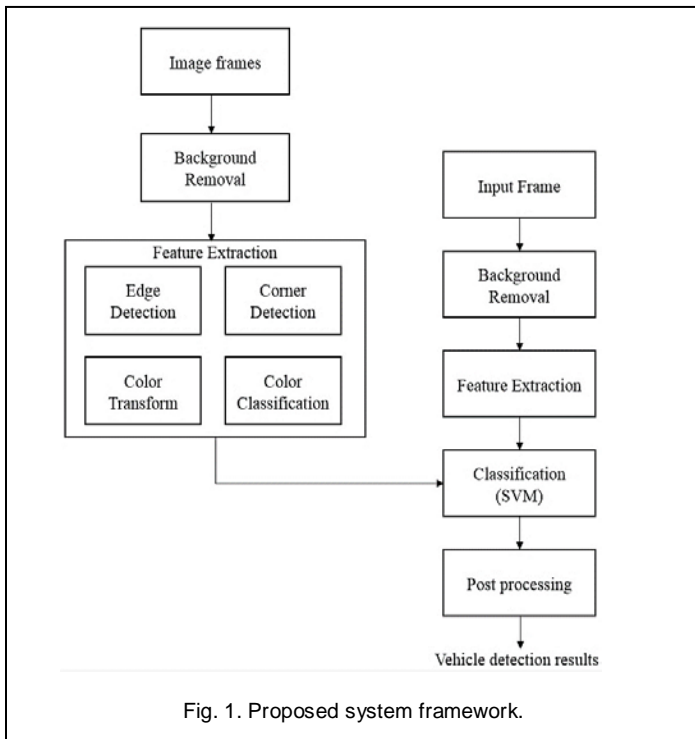 Image frames
Background
Removal
Feature Extraction
Edge
Detection
Corner
Detection
Color
Transform
Color
Classification
Input Frame
Background
Removal
Feature Extraction
Classification
(SVM)
Post processing
Vehicle detection results
Fig. 1. Proposed system framework.